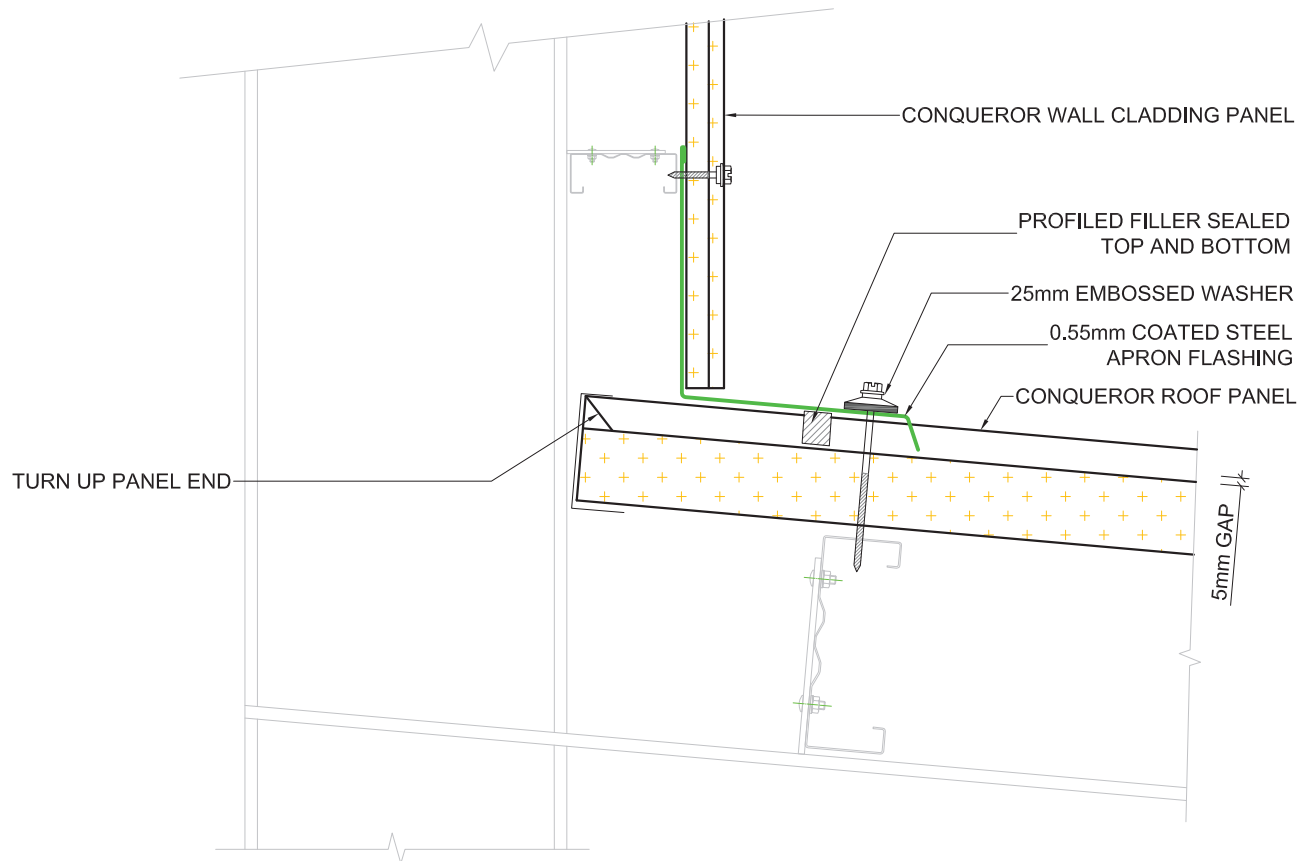 CONQUEROR WALL CLADDING PANEL
PROFILED FILLER SEALED
TOP AND BOTTOM
25mm EMBOSSED WASHER
0.55mm COATED STEEL
APRON FLASHING
CONQUEROR ROOF PANEL
TURN UP PANEL END
5mm GAP